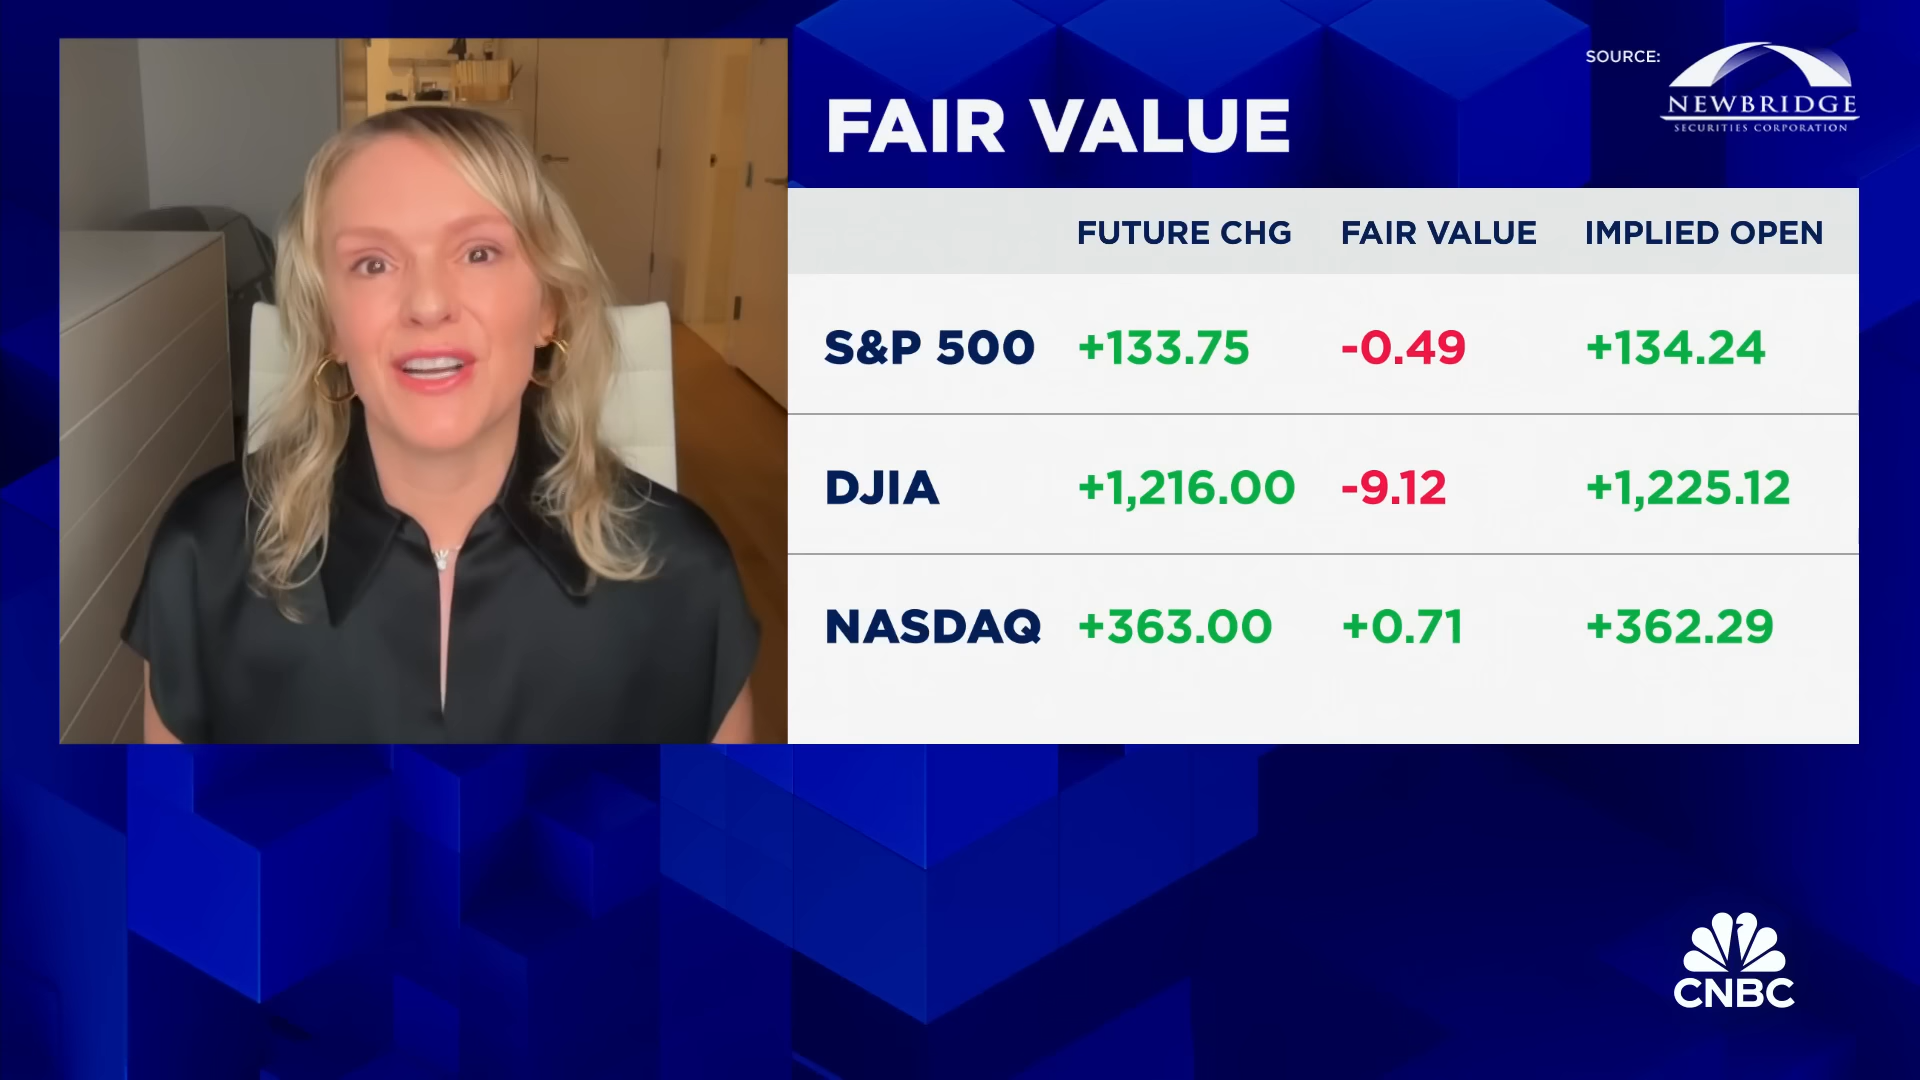 SOURCE:
NEWBRIDGE
SECURITIES CORPORATION
FAIR VALUE
FUTURE CHG FAIR VALUE IMPLIED OPEN
S&P 500 +133.75 -0.49 +134.24
DJIA +1,216.00 -9.12 +1,225.12
NASDAQ +363.00 +0.71 +362.29
CNBC